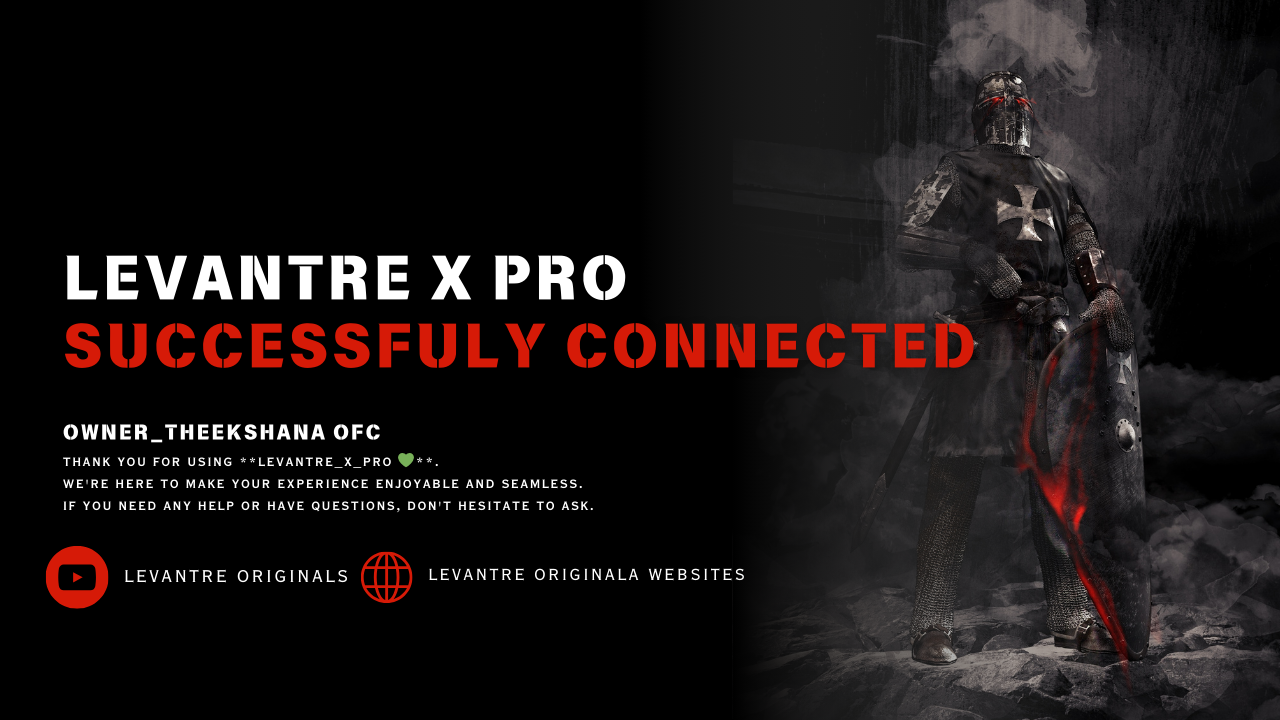 LEVANTRE X PRO
SUCCESSFULY CONNECTED
OWNER_THEEKSHANA OFC
THANK YOU FOR USING **LEVANTRE_X_PRO 💚**.
WE'RE HERE TO MAKE YOUR EXPERIENCE ENJOYABLE AND SEAMLESS.
IF YOU NEED ANY HELP OR HAVE QUESTIONS, DON'T HESITATE TO ASK.
LEVANTRE ORIGINALS
LEVANTRE ORIGINALA WEBSITES